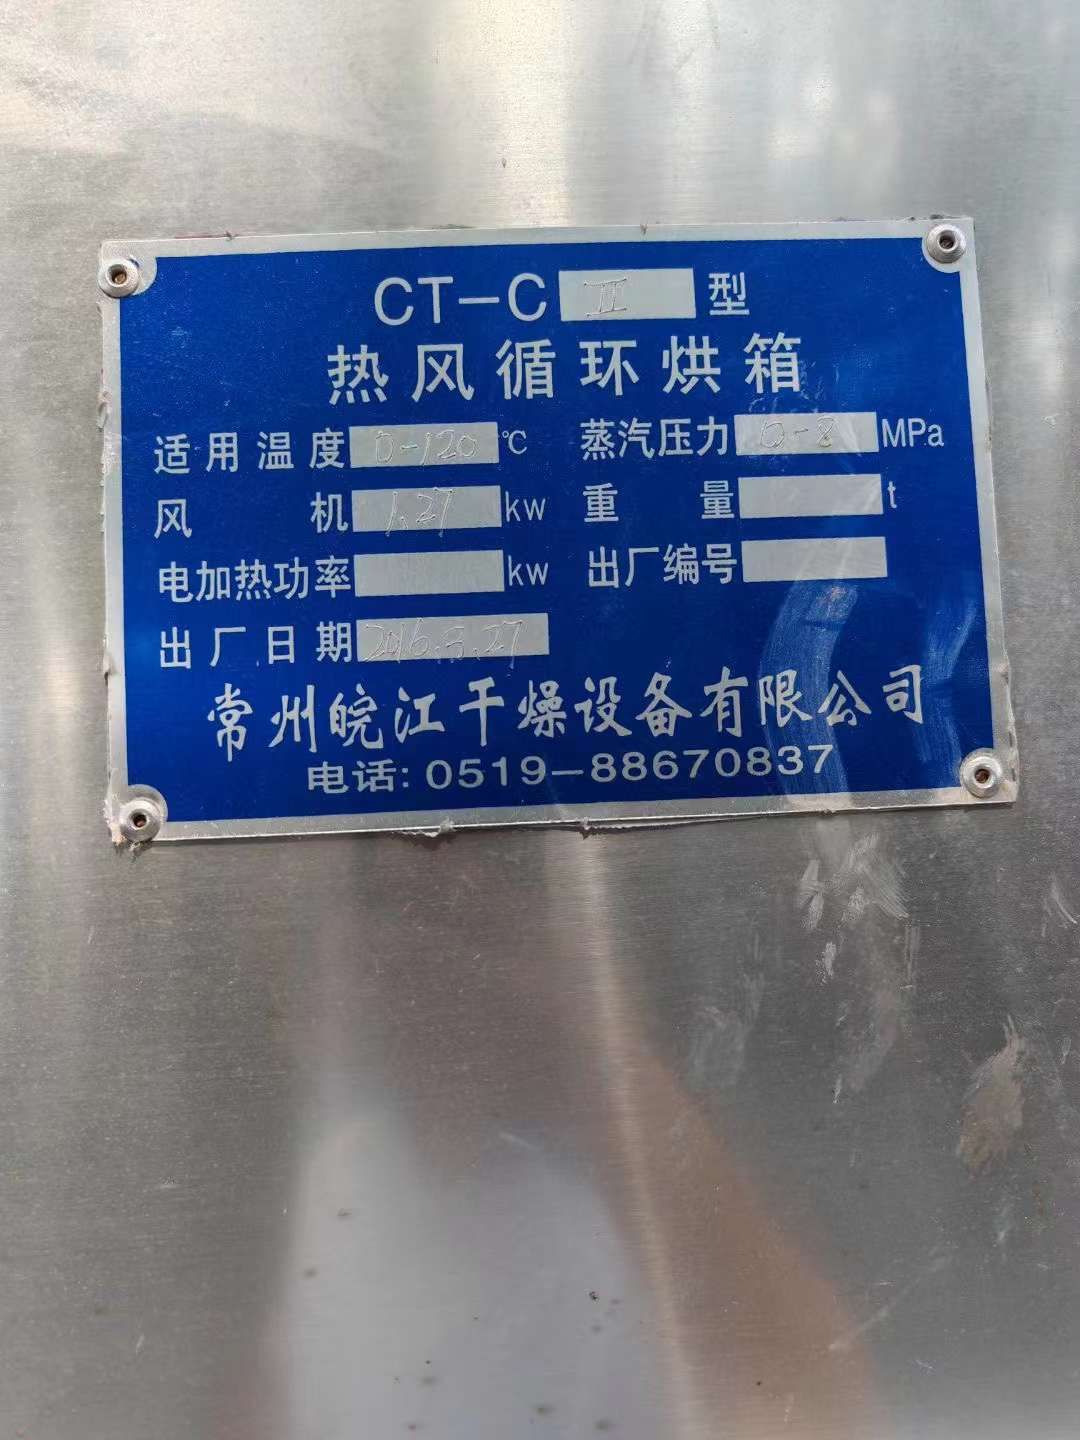 CT-C II 型
热风循环烘箱
适用温度 0-120 ℃ 蒸汽压力 0-8 MPa
风机 1.27 kw 重量 t
电加热功率 kw 出厂编号
出厂日期
常州皖江干燥设备有限公司
电话: 0519-88670837